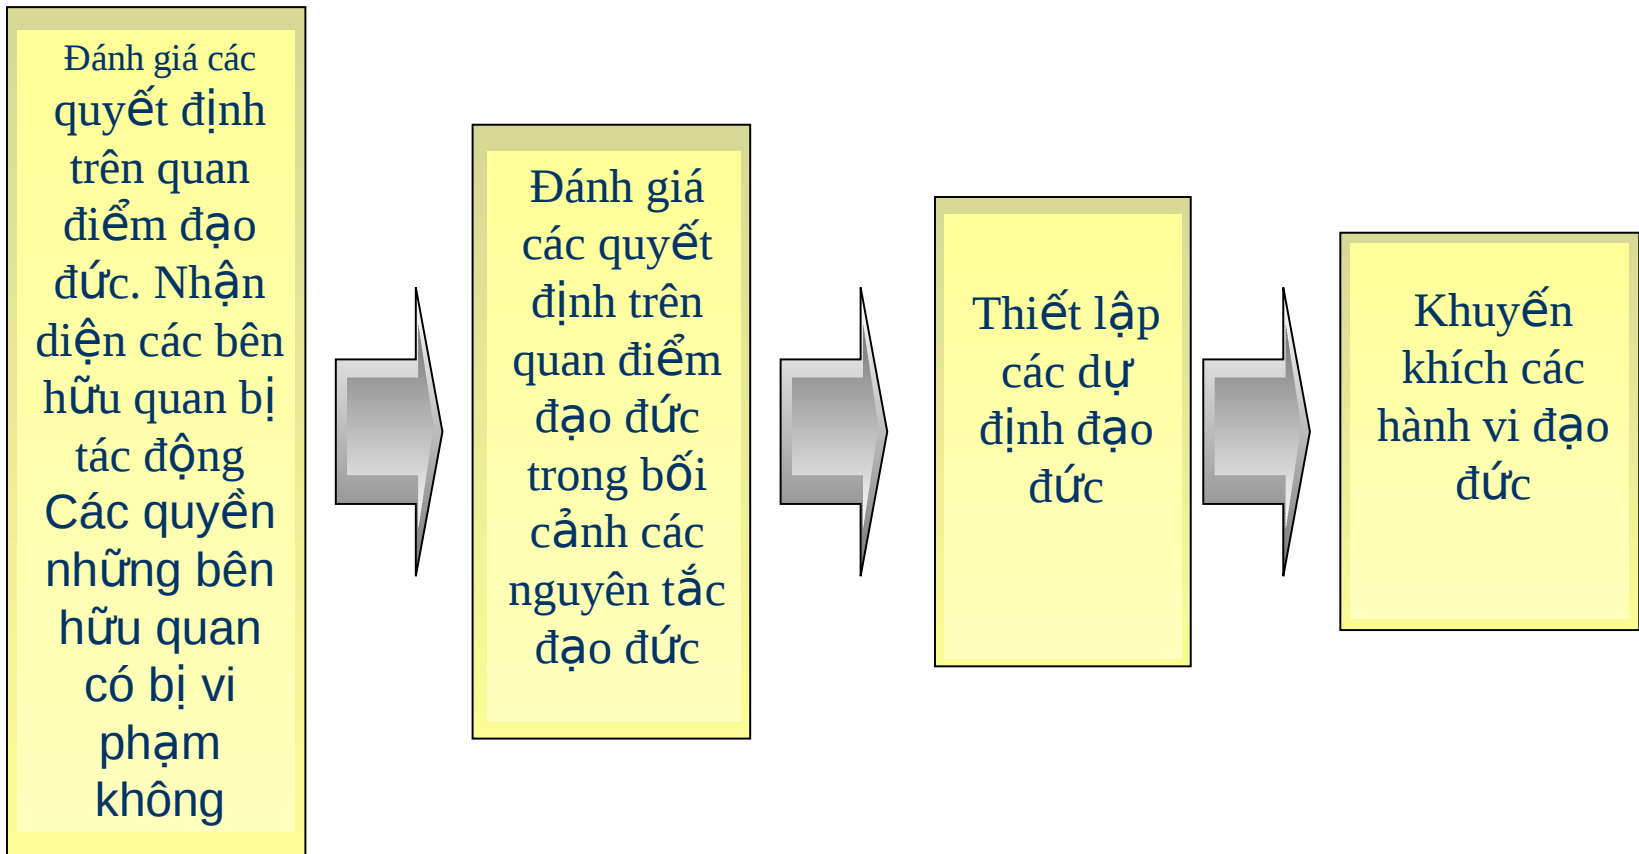 Đánh giá các
quyết định
trên quan
điểm đạo
đức. Nhận
diện các bên
hữu quan bị
tác động
Các quyền
những bên
hữu quan
có bị vi
phạm
không
Đánh giá
các quyết
định trên
quan điểm
đạo đức
trong bối
cảnh các
nguyên tắc
đạo đức
Thiết lập
các dự
định đạo
đức
Khuyến
khích các
hành vi đạo
đức